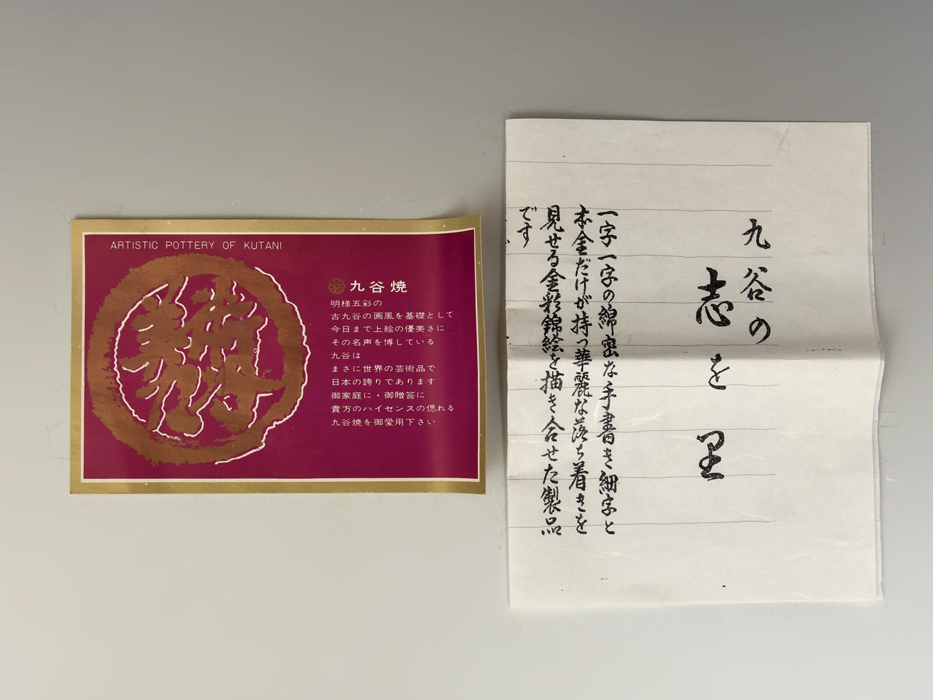 ARTISTIC POTTERY OF KUTANI
九谷焼
明様五彩の
古九谷の画風を基礎として
今日まで上絵の優美さに
その名声を博している
九谷は
まさに世界の芸術品で
日本の誇りであります
御家庭に・御贈答に
貴方のハイセンスの偲れる
九谷焼を御愛用下さい
九谷の
志を里
一字一字の綿密な手書き細字と
本金だけが持つ華麗な落ち着きを
見せる金彩錦絵を描き合せた製品
です